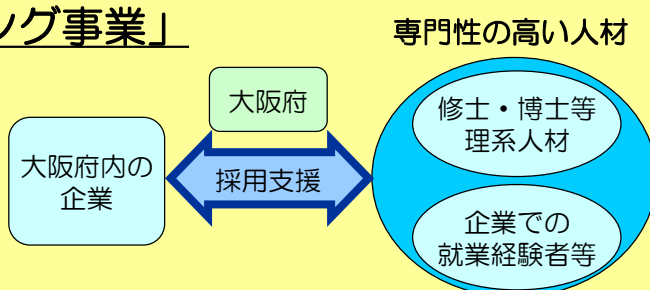 ング事業」
専門性の高い人材
大阪府
修士・博士等
理系人材
大阪府内の
企業
採用支援
企業での
就業経験者等